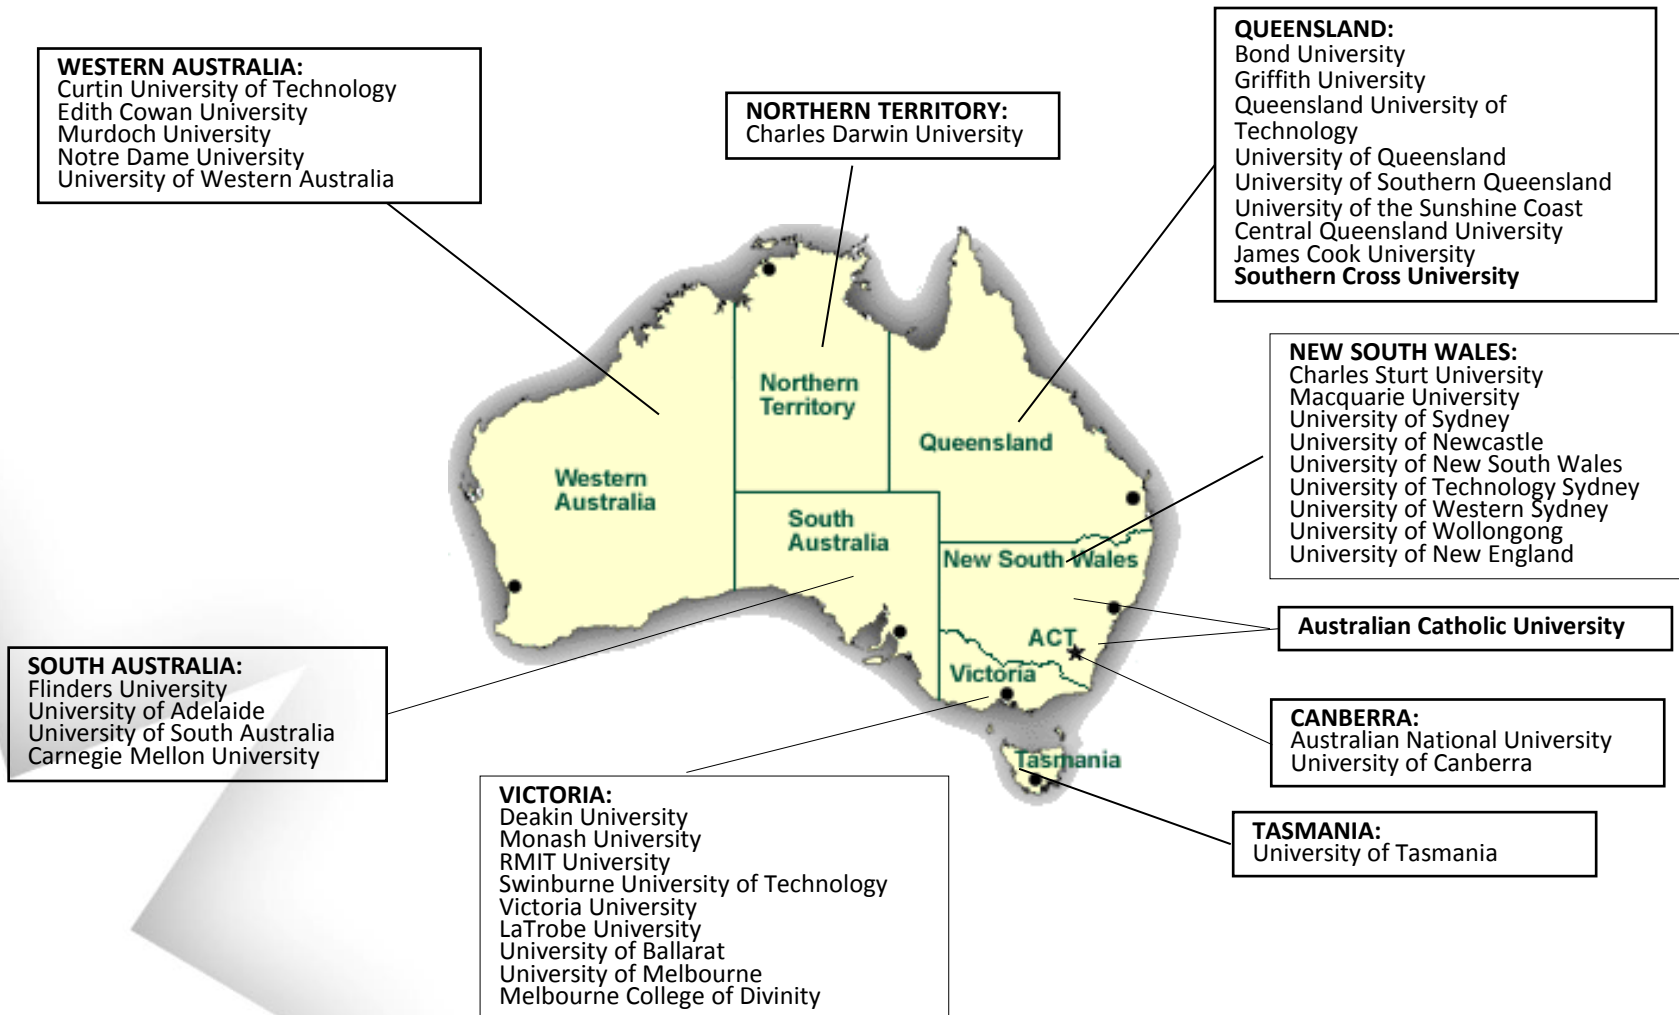 WESTERN AUSTRALIA:
Curtin University of Technology
Edith Cowan University
Murdoch University
Notre Dame University
University of Western Australia
NORTHERN TERRITORY:
Charles Darwin University
QUEENSLAND:
Bond University
Griffith University
Queensland University of
Technology
University of Queensland
University of Southern Queensland
University of the Sunshine Coast
Central Queensland University
James Cook University
Southern Cross University
Northern
Territory
Queensland
Western
Australia
South
Australia
New South Wales
ACT
Victoria
Tasmania
NEW SOUTH WALES:
Charles Sturt University
Macquarie University
University of Sydney
University of Newcastle
University of New South Wales
University of Technology Sydney
University of Western Sydney
University of Wollongong
University of New England
Australian Catholic University
SOUTH AUSTRALIA:
Flinders University
University of Adelaide
University of South Australia
Carnegie Mellon University
CANBERRA:
Australian National University
University of Canberra
VICTORIA:
Deakin University
Monash University
RMIT University
Swinburne University of Technology
Victoria University
LaTrobe University
University of Ballarat
University of Melbourne
Melbourne College of Divinity
TASMANIA:
University of Tasmania